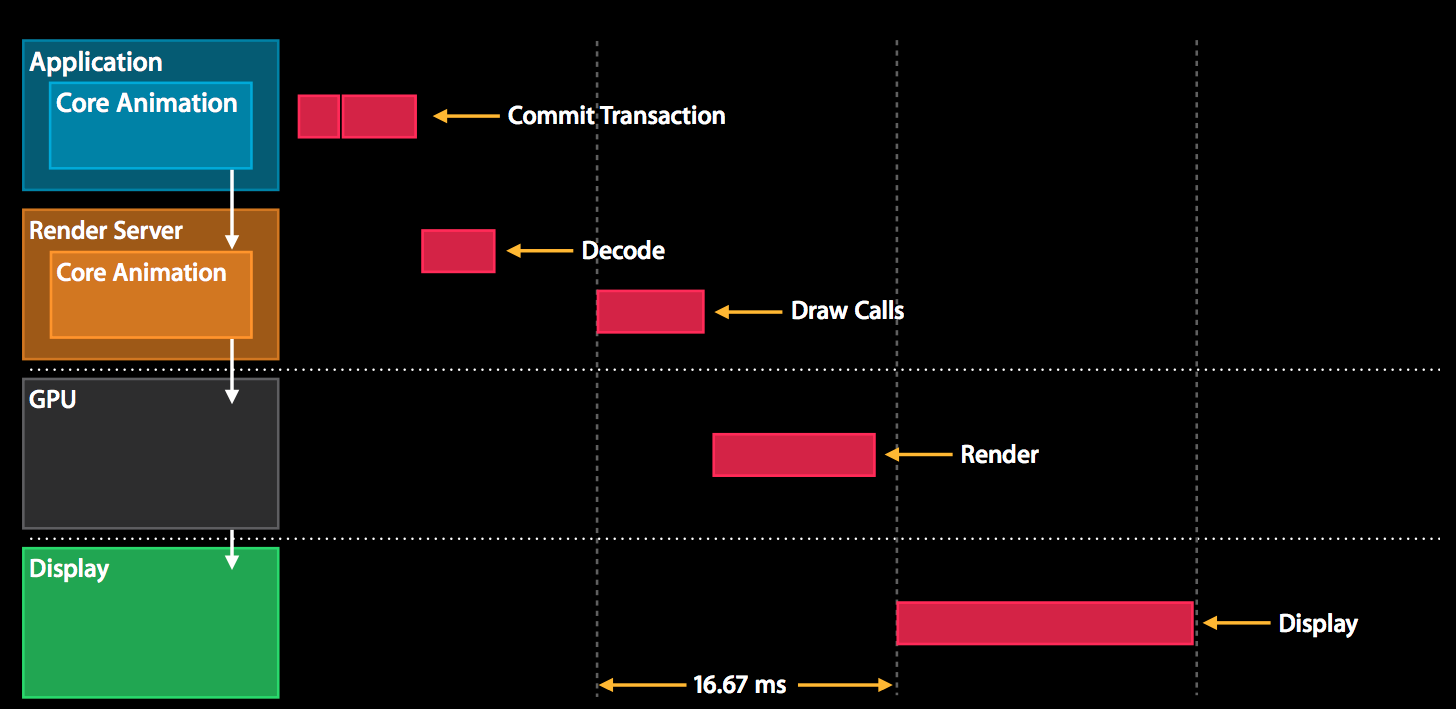 Application
Core Animation
Commit Transaction
Render Server
Core Animation
Decode
Draw Calls
GPU
Render
Display
Display
16.67 ms